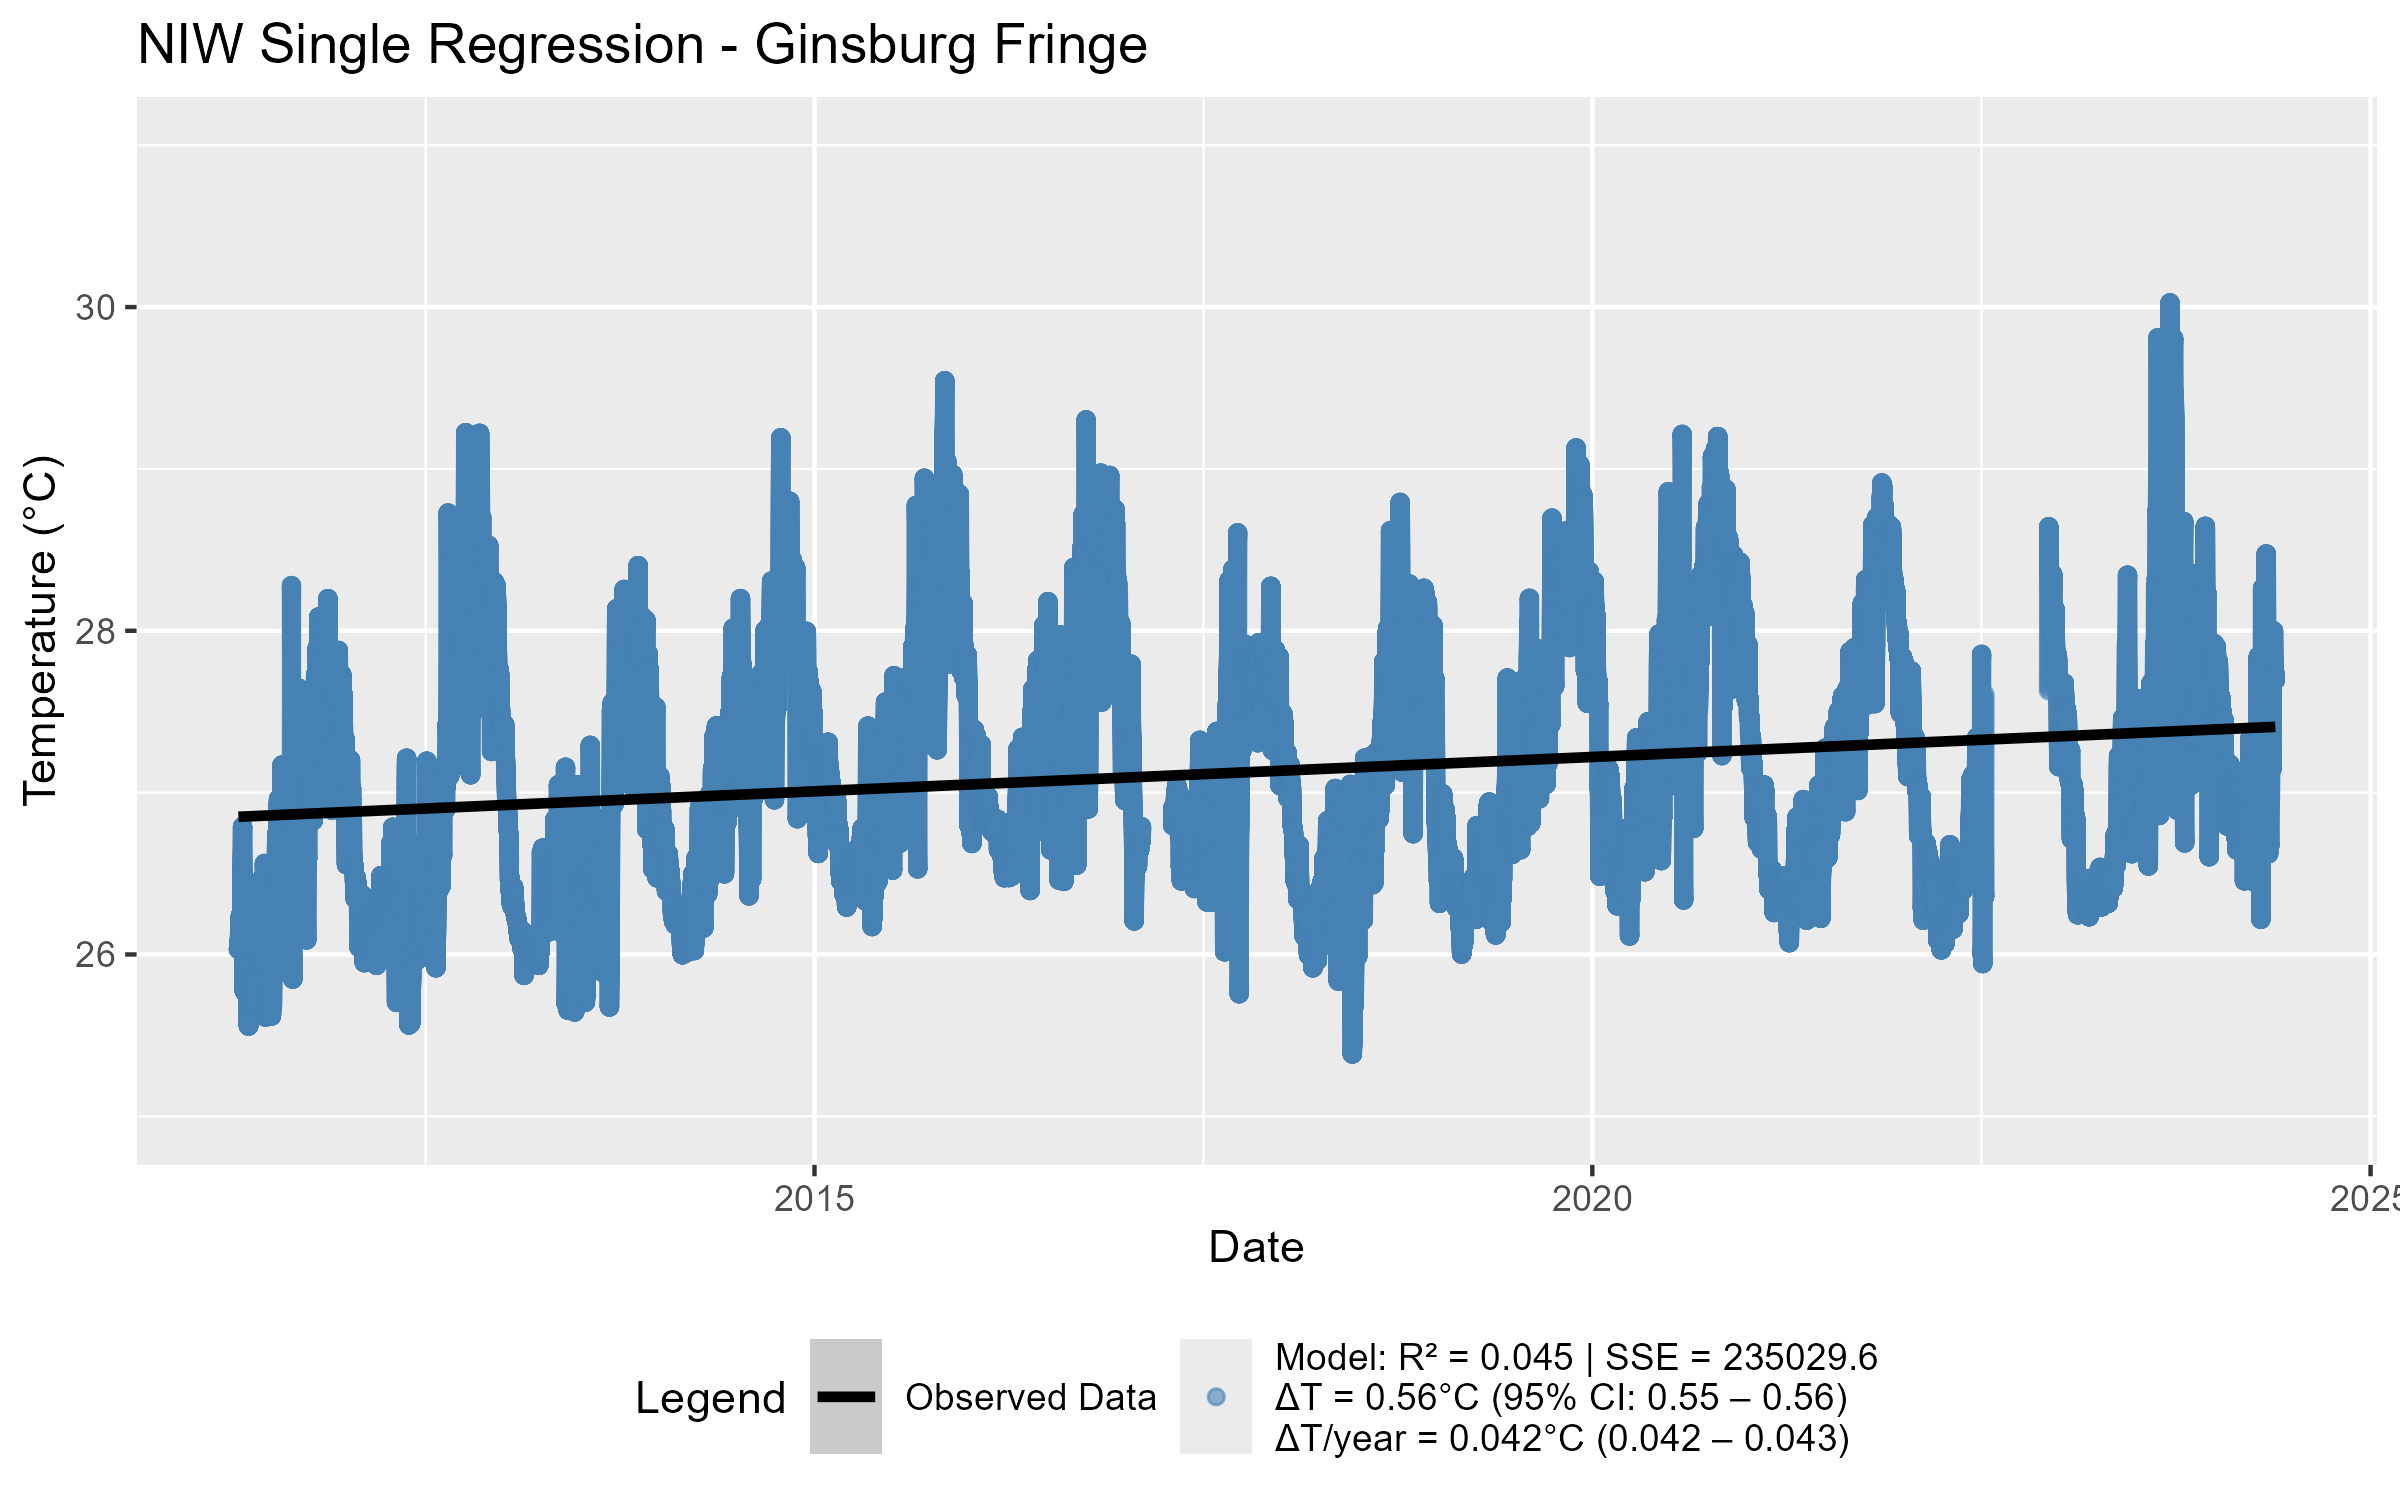 NIW Single Regression - Ginsburg Fringe
Temperature (°C)
30
28
26
2015
2020
2025
Date
Legend
Observed Data
Model: R² = 0.045 | SSE = 235029.6
ΔT = 0.56°C (95% CI: 0.55 – 0.56)
ΔT/year = 0.042°C (0.042 – 0.043)